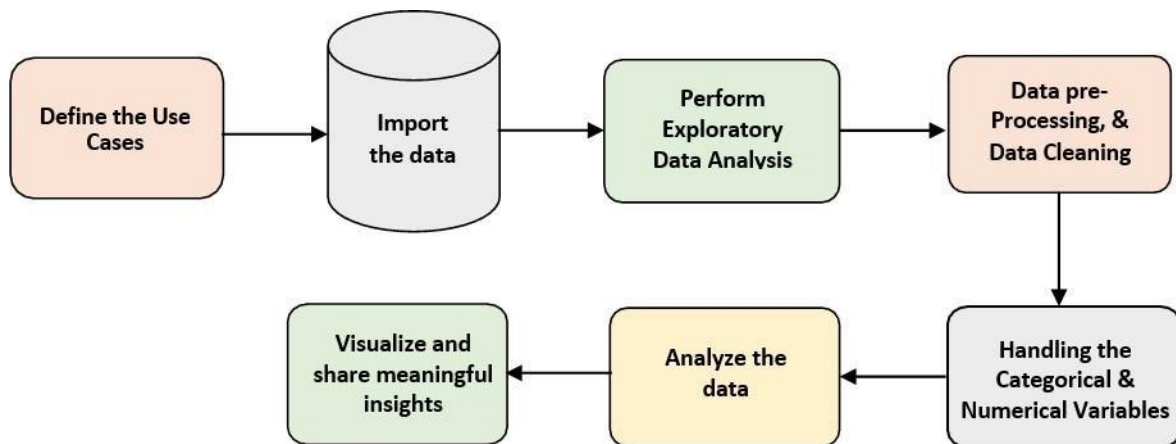 Define the Use
Cases
Import
the data
Perform
Exploratory
Data Analysis
Data pre-
Processing, &
Data Cleaning
Handling the
Categorical &
Numerical Variables
Analyze the
data
Visualize and
share meaningful
insights